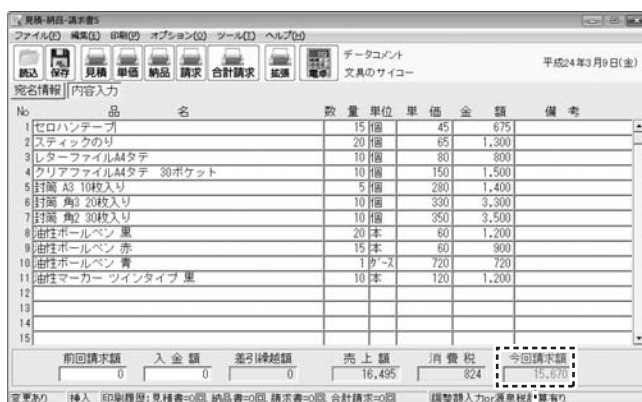 見積・納品・請求書5
ファイル(F) 編集(E) 印刷(P) オプション(O) ツール(T) ヘルプ(H)
読込 保存 見積 単価 納品 請求 合計請求 拡張 電卓 データコメント 平成24年3月9日(金)
文具のサイコー
宛名情報 内容入力
No 品 名 数 量 単位 単 価 金 額 備 考
1 セロハンテープ 15 個 45 675
2 スティックのり 20 個 65 1,300
3 レターファイルA4タテ 10 個 80 800
4 クリアファイルA4タテ 30ポケット 10 個 150 1,500
5 封筒 A3 10枚入り 5 個 280 1,400
6 封筒 角3 20枚入り 10 個 330 3,300
7 封筒 角2 30枚入り 10 個 350 3,500
8 油性ボールペン 黒 20 本 60 1,200
9 油性ボールペン 赤 15 本 60 900
10 油性ボールペン 青 1 ダース 720 720
11 油性マーカー ツインタイプ 黒 10 本 120 1,200
12
13
14
15
前回請求額 入 金 額 差引繰越額 売 上 額 消 費 税 今回請求額
0 0 0 16,495 824 15,670
変更あり 挿入 印刷履歴:見積書=0回, 納品書=0回, 請求書=0回, 合計請求=0回 調整額入力or源泉税計算有り